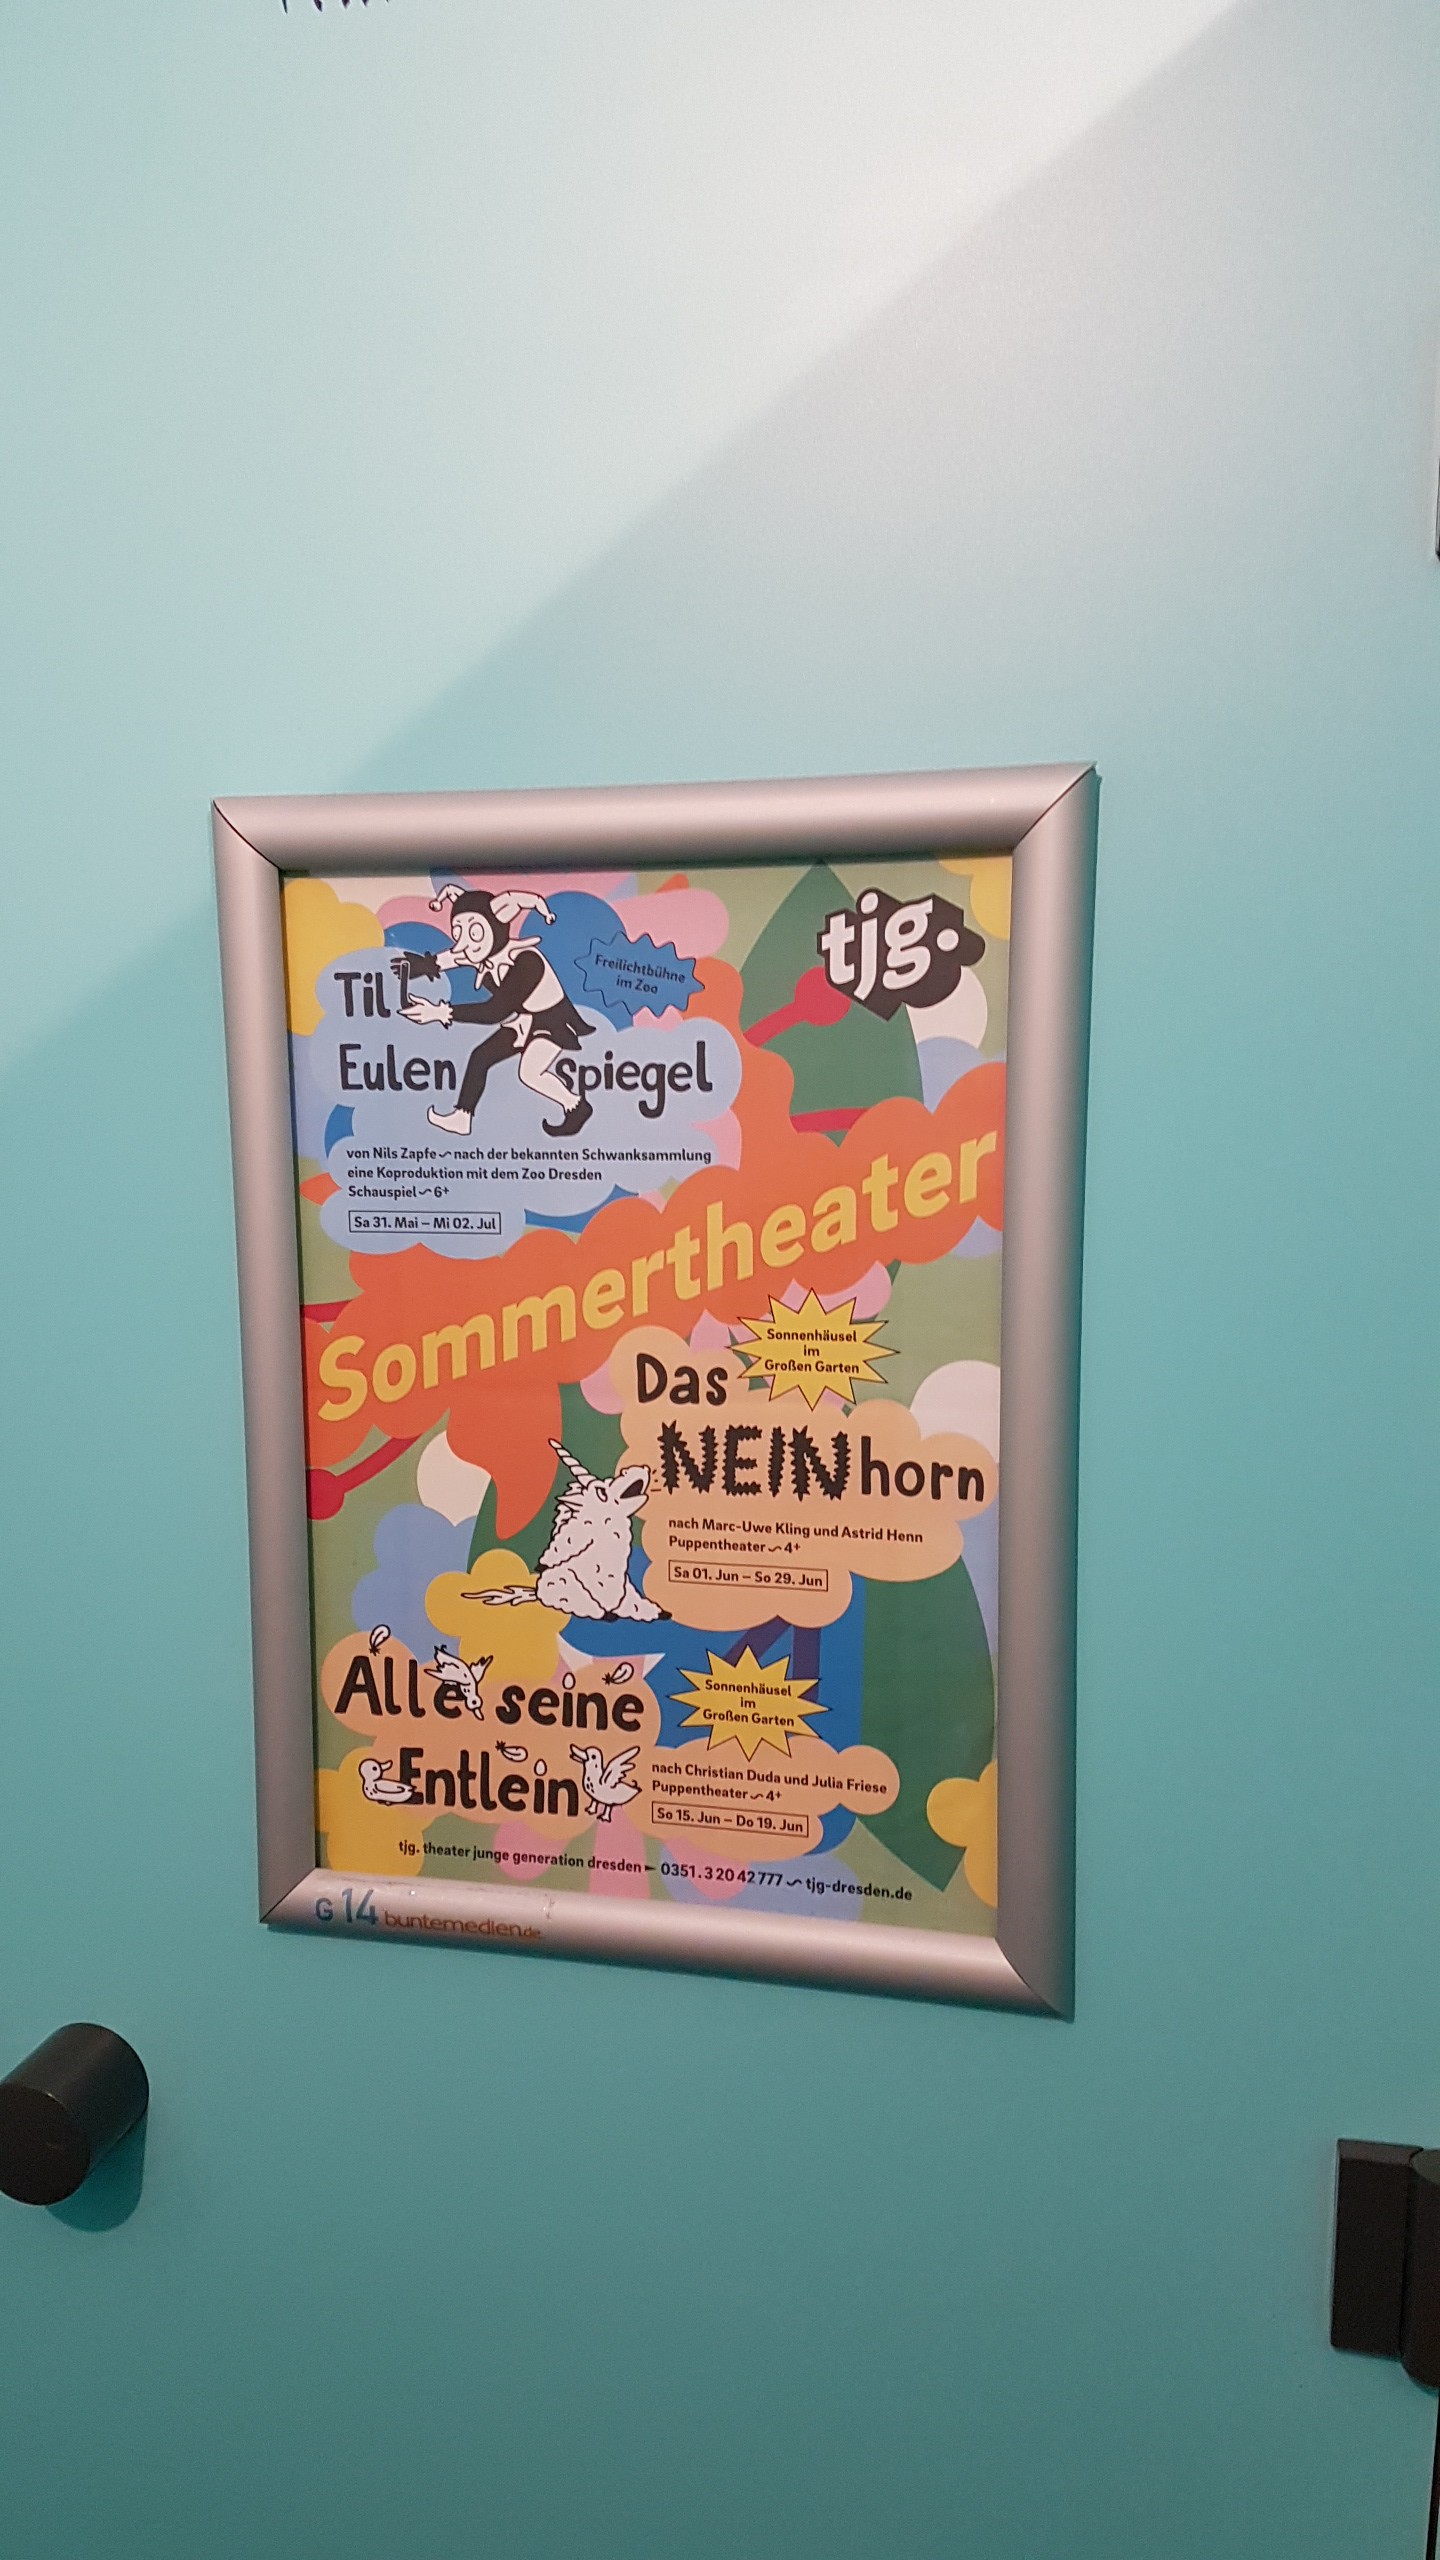 tjg.
Till
Eulenspiegel
Freilichtbühne
im Zoo
von Nils Zapfe ~ nach der bekannten Schwanksammlung
eine Koproduktion mit dem Zoo Dresden
Schauspiel ~ 6+
Sa 31. Mai – Mi 02. Jul
Sommertheater
Sonnenhäusel
im
Großen Garten
Das
NEINhorn
nach Marc-Uwe Kling und Astrid Henn
Puppentheater ~ 4+
Sa 01. Jun – So 29. Jun
Alle seine
Entlein
Sonnenhäusel
im
Großen Garten
nach Christian Duda und Julia Friese
Puppentheater ~ 4+
So 15. Jun – Do 19. Jun
tjg. theater junge generation dresden ~ 0351.3 20 42 777 ~ tjg-dresden.de
G 14 buntemedien.de